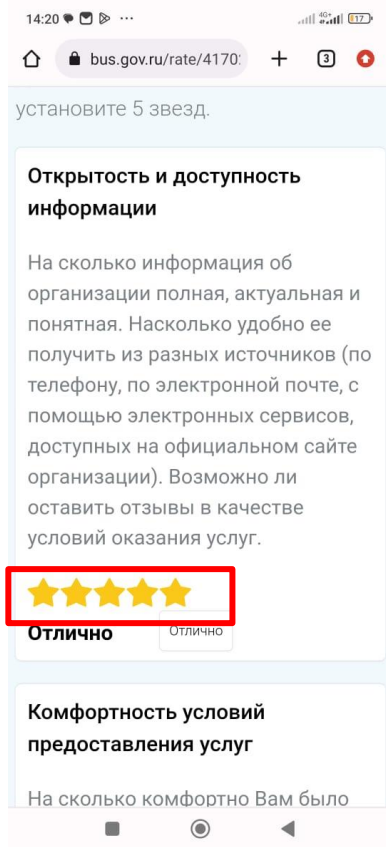 14:20
4G+
17
bus.gov.ru/rate/4170
3
установите 5 звезд.
Открытость и доступность
информации
На сколько информация об
организации полная, актуальная и
понятная. Насколько удобно ее
получить из разных источников (по
телефону, по электронной почте, с
помощью электронных сервисов,
доступных на официальном сайте
организации). Возможно ли
оставить отзывы в качестве
условий оказания услуг.
Отлично Отлично
Комфортность условий
предоставления услуг
На сколько комфортно Вам было